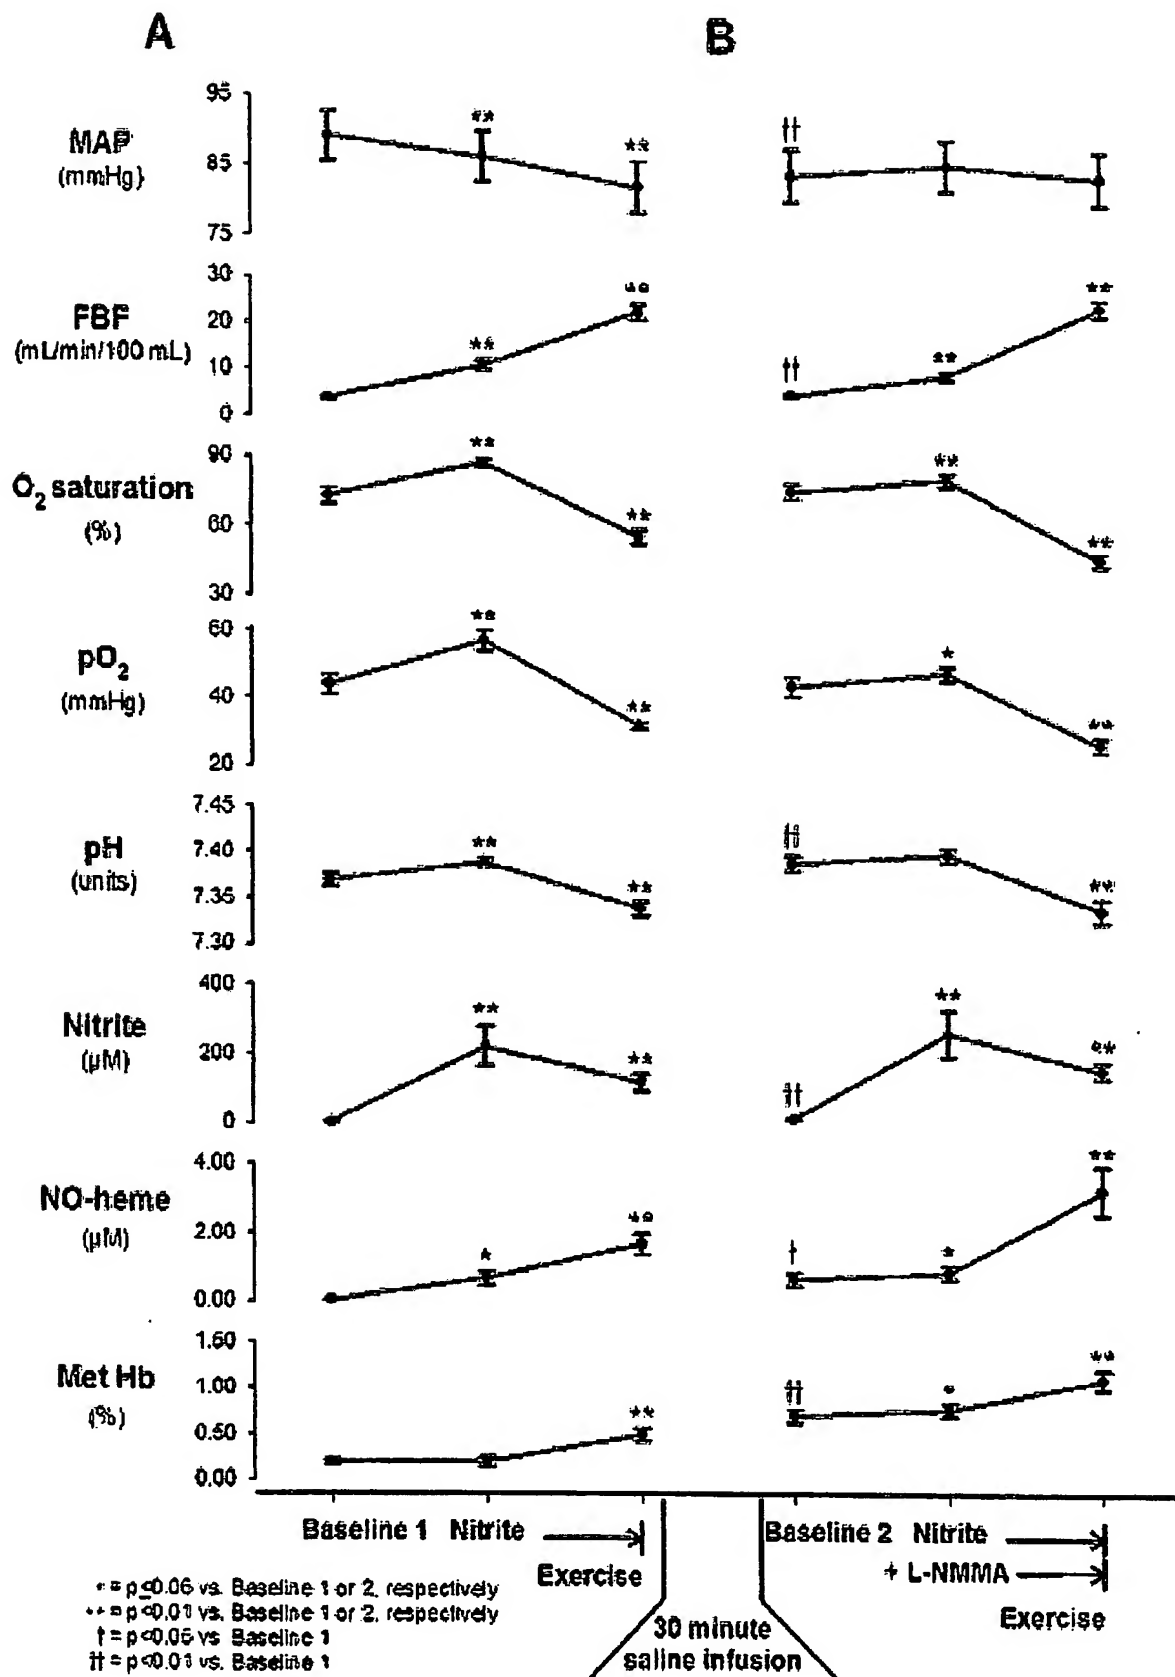 A
B
MAP
(mmHg)
95
85
75
**
**
††
FBF
(mL/min/100 mL)
30
20
10
0
**
**
††
**
**
O2 saturation
(%)
90
60
30
**
**
**
**
pO2
(mmHg)
60
40
20
**
**
*
**
pH
(units)
7.45
7.40
7.35
7.30
**
**
††
**
Nitrite
(µM)
400
200
0
**
**
††
**
**
NO-heme
(µM)
4.00
2.00
0.00
*
**
†
*
**
Met Hb
(%)
1.50
1.00
0.50
0.00
**
††
*
**
Baseline 1 Nitrite
Exercise
Baseline 2 Nitrite
+ L-NMMA
Exercise
30 minute
saline infusion
* = p<0.05 vs. Baseline 1 or 2, respectively
** = p<0.01 vs. Baseline 1 or 2, respectively
† = p<0.05 vs Baseline 1
†† = p<0.01 vs. Baseline 1